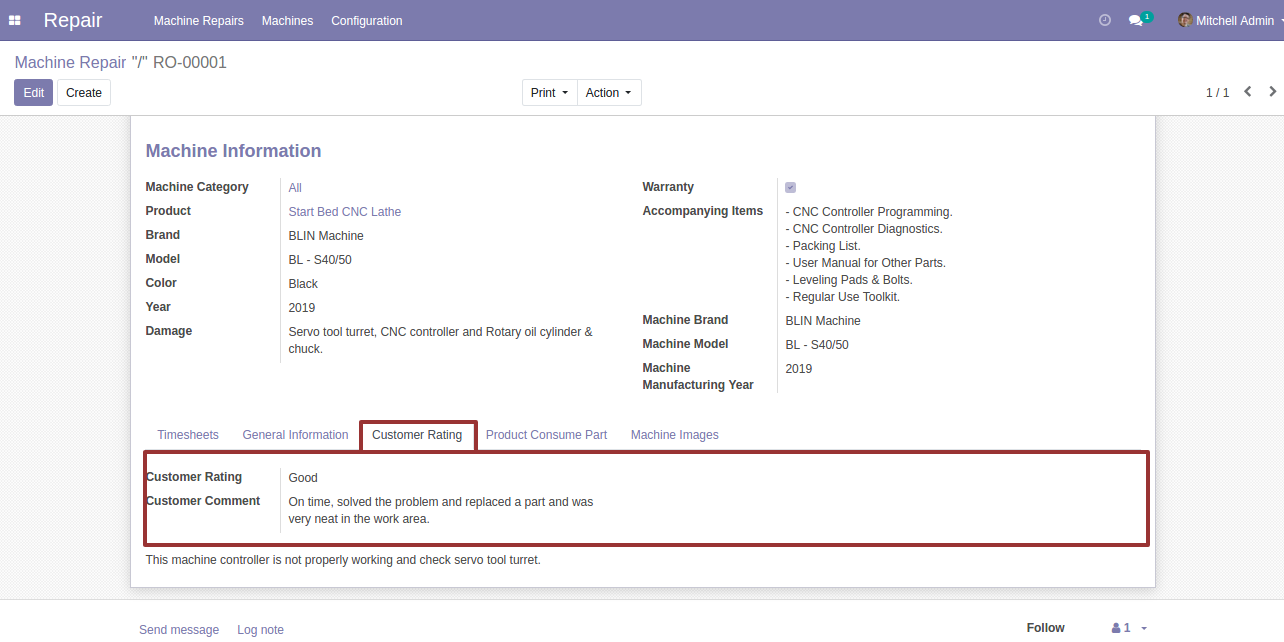 Repair Machine Repairs Machines Configuration 1 Mitchell Admin
Machine Repair "/" RO-00001
Edit Create Print Action 1 / 1
Machine Information
Machine Category All
Product Start Bed CNC Lathe
Brand BLIN Machine
Model BL - S40/50
Color Black
Year 2019
Damage Servo tool turret, CNC controller and Rotary oil cylinder &
chuck.
Warranty
Accompanying Items - CNC Controller Programming.
- CNC Controller Diagnostics.
- Packing List.
- User Manual for Other Parts.
- Leveling Pads & Bolts.
- Regular Use Toolkit.
Machine Brand BLIN Machine
Machine Model BL - S40/50
Machine 2019
Manufacturing Year
Timesheets General Information Customer Rating Product Consume Part Machine Images
Customer Rating Good
Customer Comment On time, solved the problem and replaced a part and was
very neat in the work area.
This machine controller is not properly working and check servo tool turret.
Send message Log note Follow 1